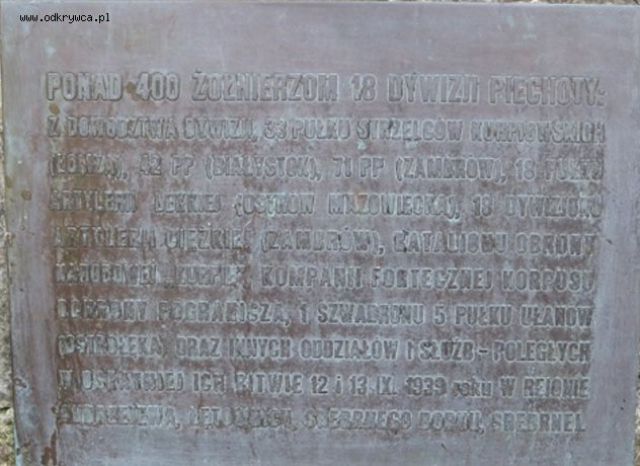 www.odkrywca.pl
PONAD 400 ŻOŁNIERZOM 18 DYWIZJI PIECHOTY:
Z DOWÓDZTWA DYWIZJI, 33 PUŁKU STRZELCÓW KURPIOWSKICH
(ŁOMŻA), 42 PP (BIAŁYSTOK), 71 PP (ZAMBRÓW), 18 PUŁKU
ARTYLERII LEKKIEJ (OSTRÓW MAZOWIECKA), 18 DYWIZJONU
ARTYLERII CIĘŻKIEJ (ZAMBRÓW), BATALIONU OBRONY
NARODOWEJ „KURPIE”, KOMPANII FORTECZNEJ KORPUSU
OCHRONY POGRANICZA, 1 SZWADRONU 5 PUŁKU UŁANÓW
(OSTROŁĘKA) ORAZ INNYCH ODDZIAŁÓW I SŁUŻB - POLEGŁYCH
W OSTATNIEJ ICH BITWIE 12 i 13 IX. 1939 roku W REJONIE
ANDRZEJEWA, SREBRNEGO BORKU, SREBRNEJ